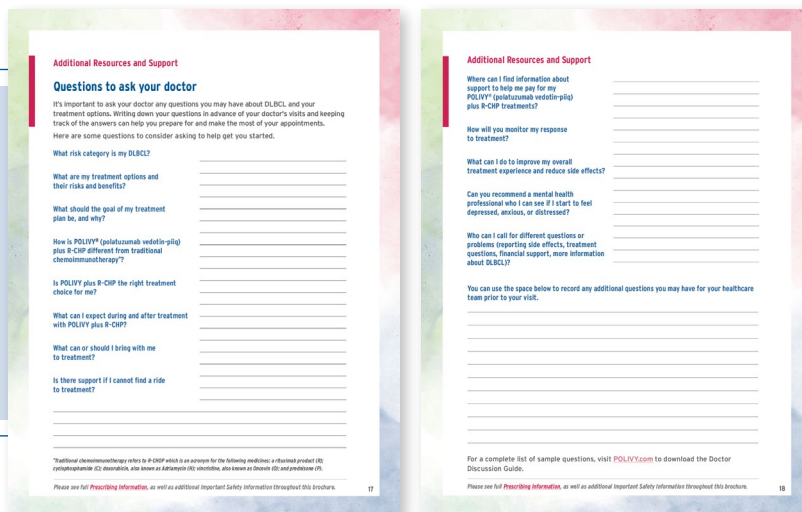 Additional Resources and Support
Questions to ask your doctor
It's important to ask your doctor any questions you may have about DLBCL and your
treatment options. Writing down your questions in advance of your doctor's visits and keeping
track of the answers can help you prepare for and make the most of your appointments.
Here are some questions to consider asking to help get you started.
What risk category is my DLBCL?
What are my treatment options and
their risks and benefits?
What should the goal of my treatment
plan be, and why?
How is POLIVY® (polatuzumab vedotin-piiq)
plus R-CHP different from traditional
chemoimmunotherapy*?
Is POLIVY plus R-CHP the right treatment
choice for me?
What can I expect during and after treatment
with POLIVY plus R-CHP?
What can or should I bring with me
to treatment?
Is there support if I cannot find a ride
to treatment?
*Traditional chemoimmunotherapy refers to R-CHOP which is an acronym for the following medicines: a rituximab product (R);
cyclophosphamide (C); doxorubicin, also known as Adriamycin (H); vincristine, also known as Oncovin (O); and prednisone (P).
Please see full Prescribing Information, as well as additional Important Safety Information throughout this brochure. 17
Additional Resources and Support
Where can I find information about
support to help me pay for my
POLIVY® (polatuzumab vedotin-piiq)
plus R-CHP treatments?
How will you monitor my response
to treatment?
What can I do to improve my overall
treatment experience and reduce side effects?
Can you recommend a mental health
professional who I can see if I start to feel
depressed, anxious, or distressed?
Who can I call for different questions or
problems (reporting side effects, treatment
questions, financial support, more information
about DLBCL)?
You can use the space below to record any additional questions you may have for your healthcare
team prior to your visit.
For a complete list of sample questions, visit POLIVY.com to download the Doctor
Discussion Guide.
Please see full Prescribing Information, as well as additional Important Safety Information throughout this brochure. 18